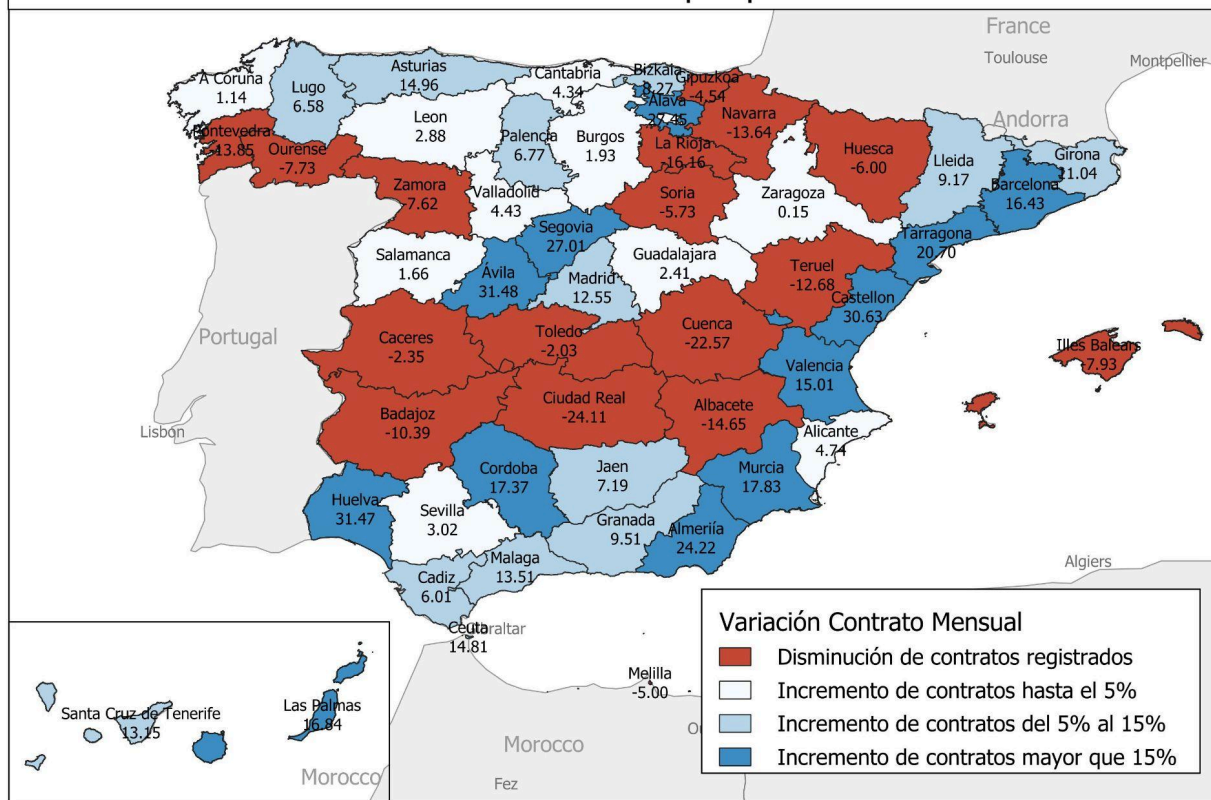 France
Toulouse
Montpellier
Andorra
A Coruna
1.14
Lugo
6.58
Asturias
14.96
Cantabria
4.34
Bizkaia
8.27
Gipuzkoa
-4.54
Alava
27.45
Navarra
-13.64
Leon
2.88
Palencia
6.77
Burgos
1.93
La Rioja
-16.16
Huesca
-6.00
Lleida
9.17
Girona
11.04
Barcelona
16.43
Pontevedra
-13.85
Ourense
-7.73
Zamora
-7.62
Valladolid
4.43
Soria
-5.73
Zaragoza
0.15
Tarragona
20.70
Segovia
27.01
Salamanca
1.66
Ávila
31.48
Madrid
12.55
Guadalajara
2.41
Teruel
-12.68
Castellon
30.63
Portugal
Caceres
-2.35
Toledo
-2.03
Cuenca
-22.57
Valencia
15.01
Illes Balears
-7.93
Badajoz
-10.39
Ciudad Real
-24.11
Albacete
-14.65
Alicante
4.74
Lisbon
Huelva
31.47
Sevilla
3.02
Cordoba
17.37
Jaen
7.19
Murcia
17.83
Granada
9.51
Almeriía
24.22
Cadiz
6.01
Malaga
13.51
Ceuta
14.81
Gibraltar
Algiers
Melilla
-5.00
Morocco
Fez
Santa Cruz de Tenerife
13.15
Las Palmas
16.84
Morocco
Variación Contrato Mensual
Disminución de contratos registrados
Incremento de contratos hasta el 5%
Incremento de contratos del 5% al 15%
Incremento de contratos mayor que 15%